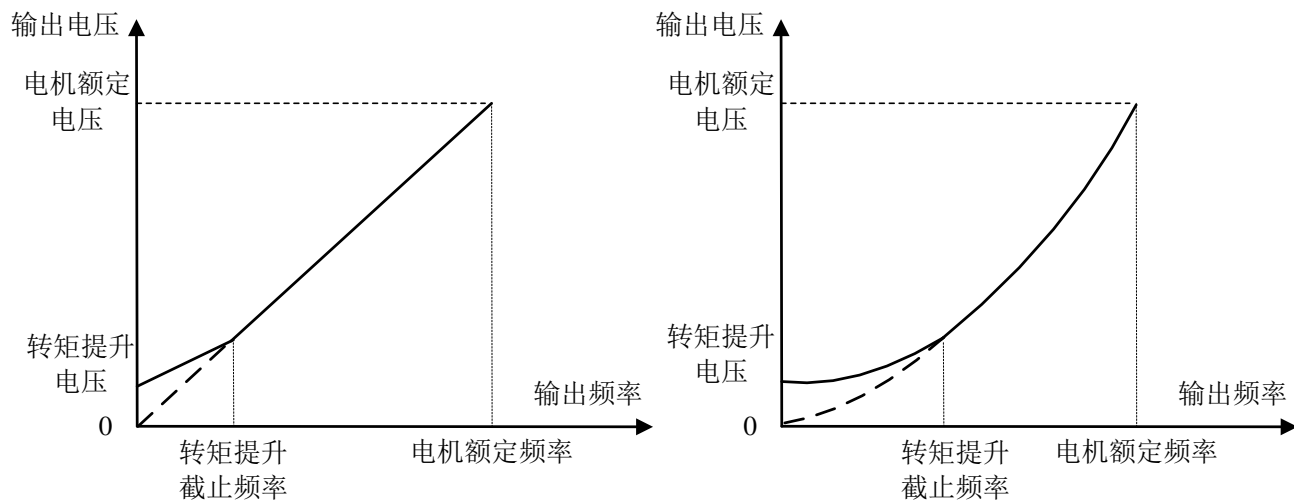 输出电压
电机额定
电压
转矩提升
电压
0
输出频率
转矩提升
截止频率
电机额定频率
输出电压
电机额定
电压
转矩提升
电压
0
输出频率
转矩提升
截止频率
电机额定频率